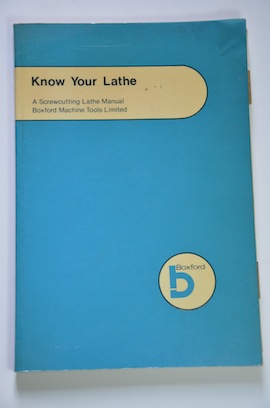 Know Your Lathe
A Screwcutting Lathe Manual
Boxford Machine Tools Limited
Boxford
b